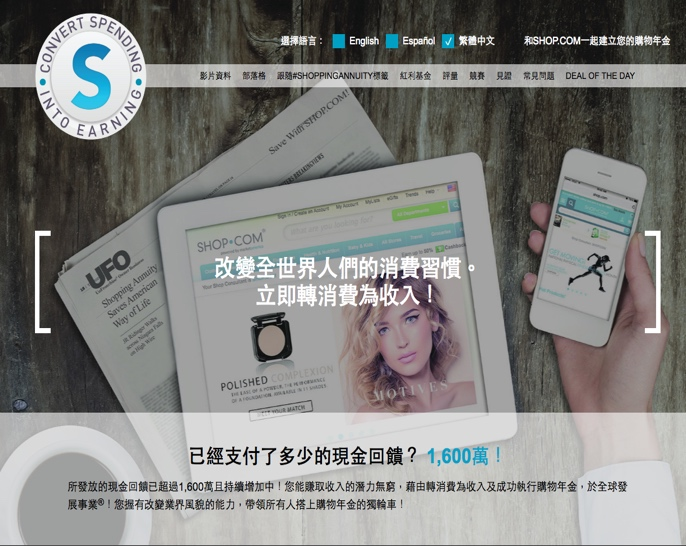 CONVERT SPENDING
INTO EARNING
S
選擇語言： English Español 繁體中文 和SHOP.COM一起建立您的購物年金
影片資料 部落格 跟隨#SHOPPINGANNUITY標籤 紅利基金 評量 競賽 見證 常見問題 DEAL OF THE DAY
Save With SHOP.COM!
UFO
Shopping Annuity
Saves American
Way of Life
SHOP•COM
改變全世界人們的消費習慣。
立即轉消費為收入！
POLISHED COMPLEXION
MEET YOUR MATCH
MOTIVES
已經支付了多少的現金回饋？ 1,600萬！
所發放的現金回饋已超過1,600萬且持續增加中！您能賺取收入的潛力無窮，藉由轉消費為收入及成功執行購物年金，於全球發
展事業®！您握有改變業界風貌的能力，帶領所有人搭上購物年金的獨輪車！